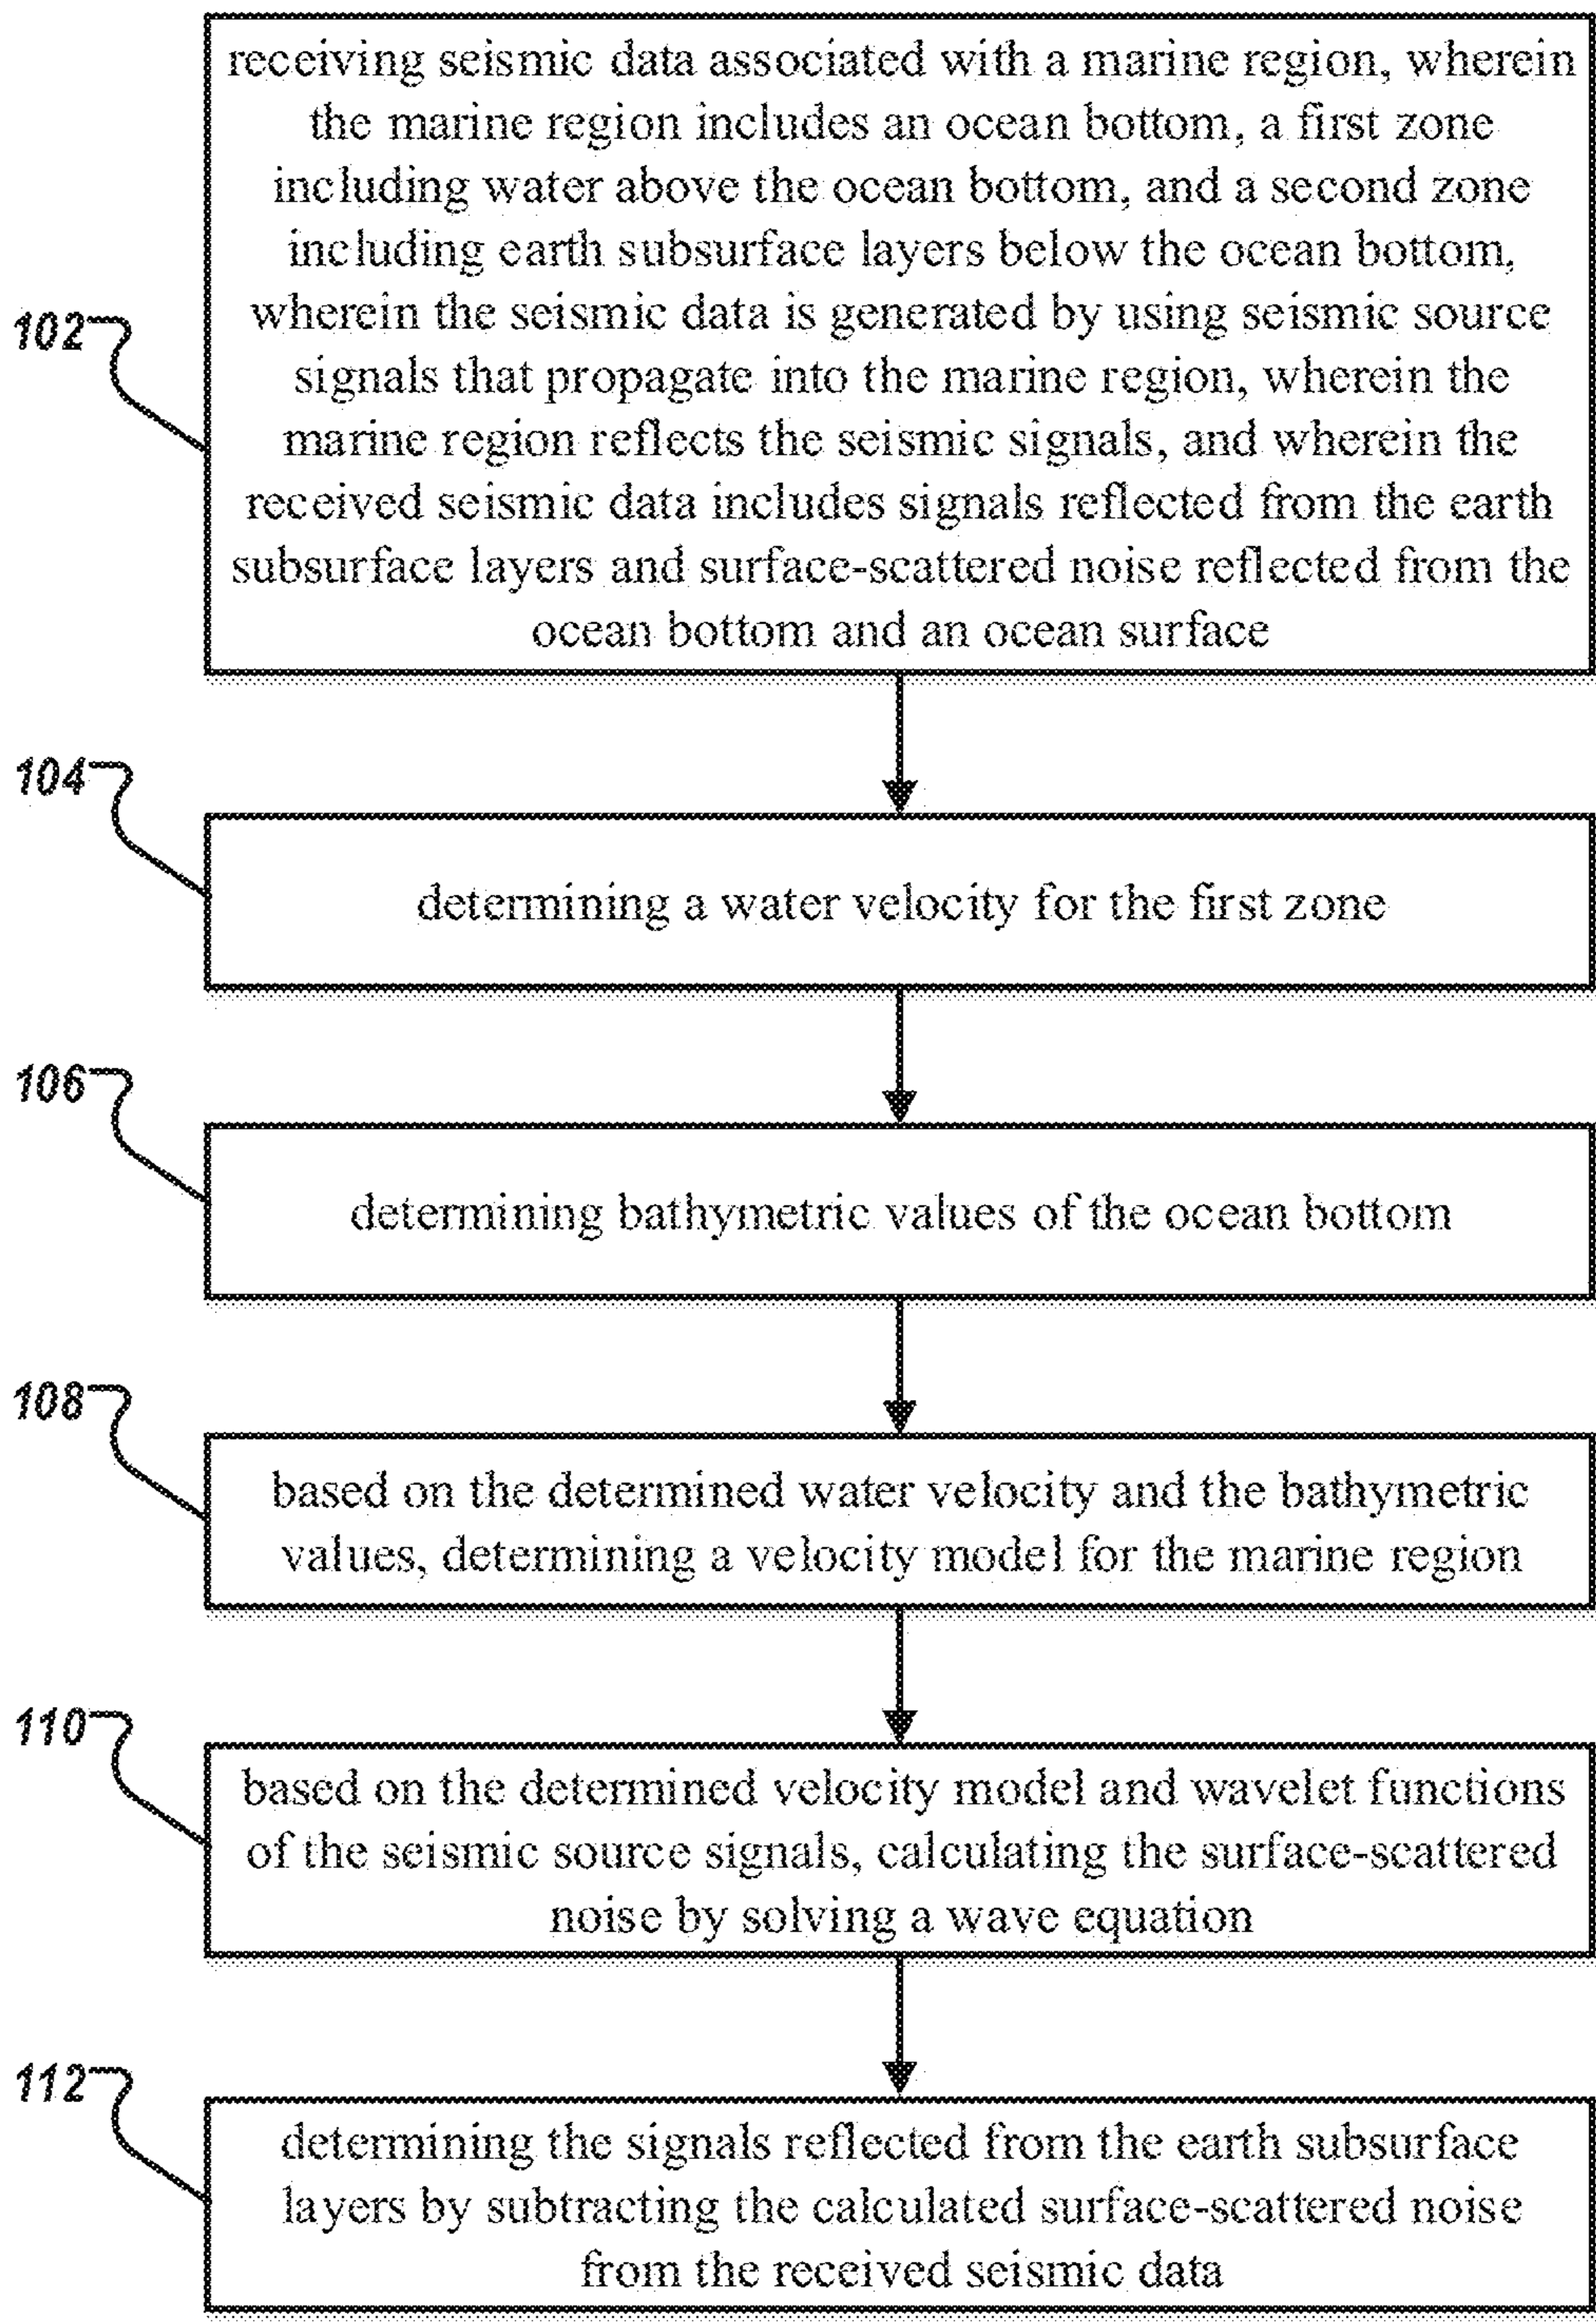 receiving seismic data associated with a marine region, wherein
the marine region includes an ocean bottom, a first zone
including water above the ocean bottom, and a second zone
including earth subsurface layers below the ocean bottom,
wherein the seismic data is generated by using seismic source
signals that propagate into the marine region, wherein the
marine region reflects the seismic signals, and wherein the
received seismic data includes signals reflected from the earth
subsurface layers and surface-scattered noise reflected from the
ocean bottom and an ocean surface
102
104
determining a water velocity for the first zone
106
determining bathymetric values of the ocean bottom
108
based on the determined water velocity and the bathymetric
values, determining a velocity model for the marine region
110
based on the determined velocity model and wavelet functions
of the seismic source signals, calculating the surface-scattered
noise by solving a wave equation
112
determining the signals reflected from the earth subsurface
layers by subtracting the calculated surface-scattered noise
from the received seismic data